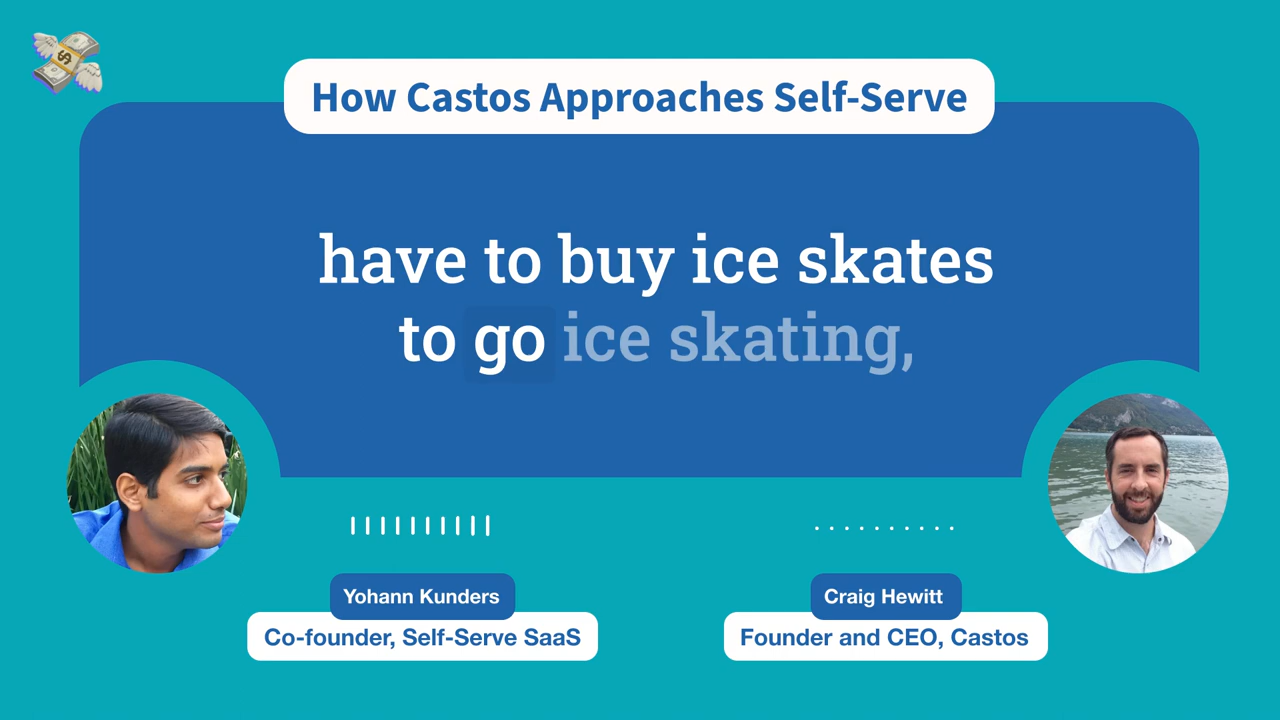 How Castos Approaches Self-Serve
have to buy ice skates
to go ice skating,
Yohann Kunders
Co-founder, Self-Serve SaaS
Craig Hewitt
Founder and CEO, Castos